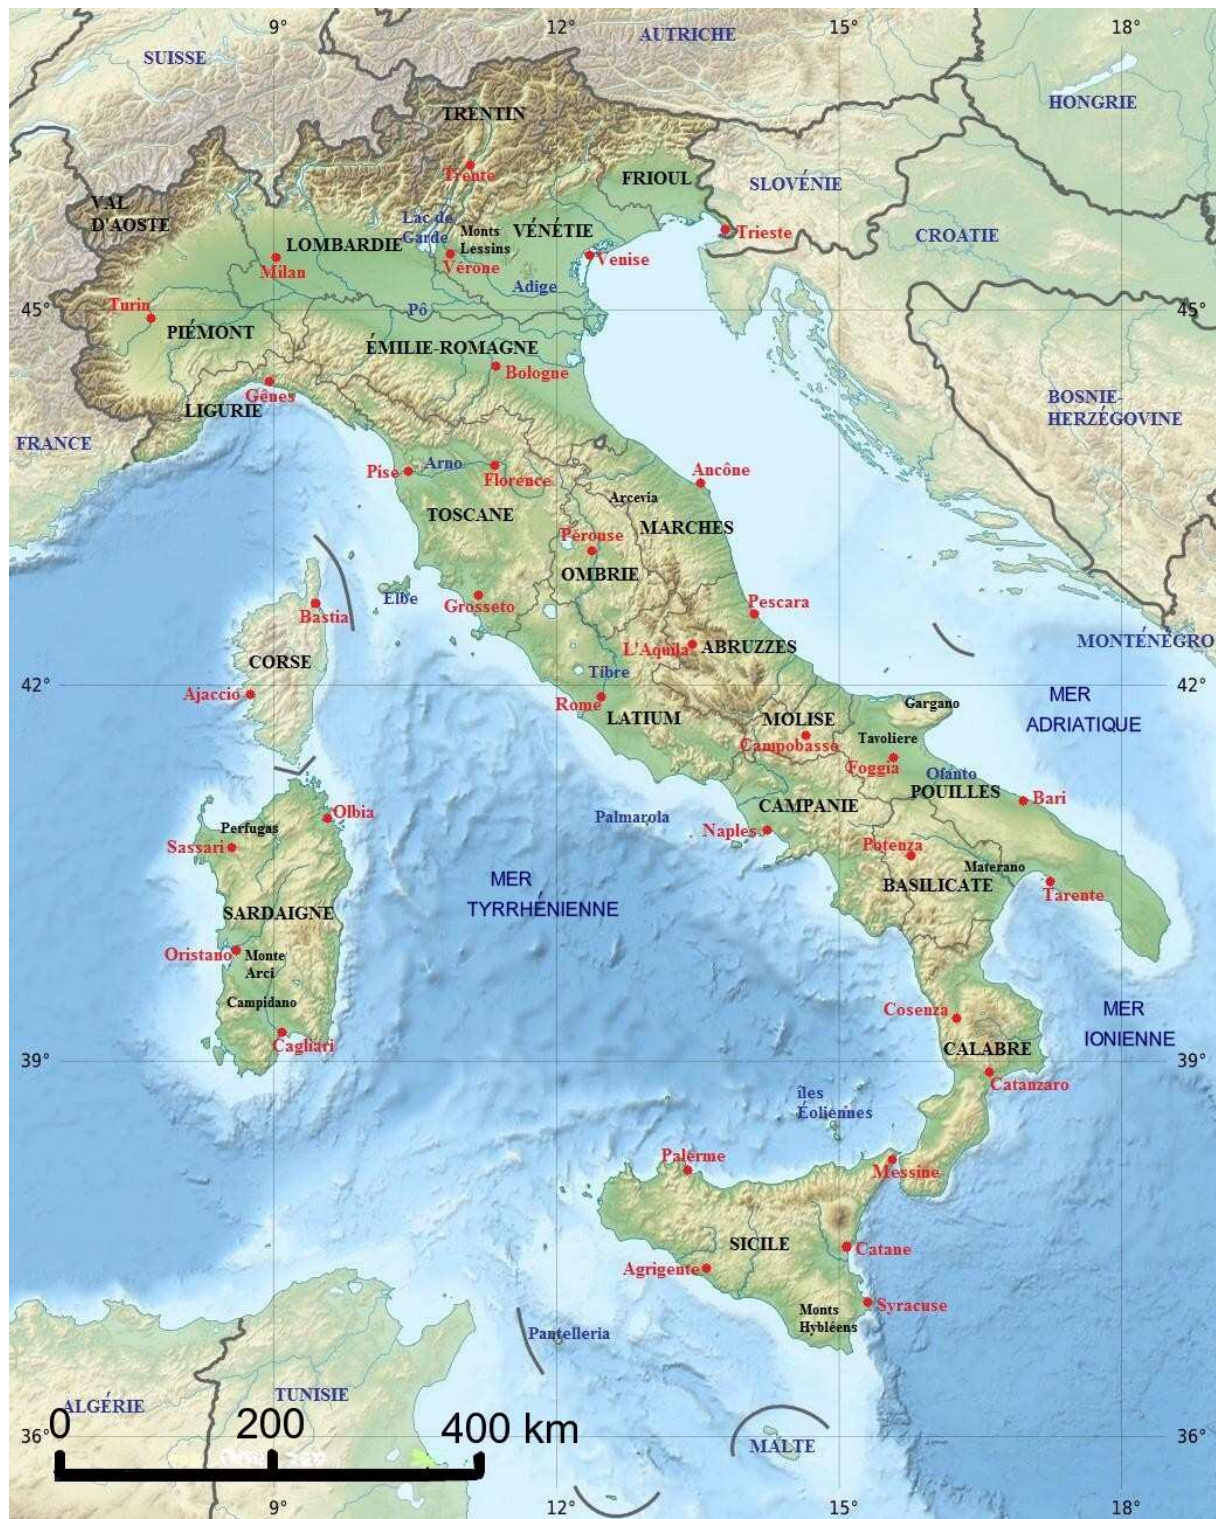 9° 12° 15° 18°
AUTRICHE
SUISSE
HONGRIE
TRENTIN
Trente
FRIOUL
SLOVÉNIE
VAL
D'AOSTE
Lac de
Garde
Monts
Lessins
VÉNÉTIE
Trieste
CROATIE
LOMBARDIE
Milan
Vérone
Venise
Adige
Turin
45° Pô 45°
PIÉMONT
ÉMILIE-ROMAGNE
Bologne
Gênes
LIGURIE
BOSNIE-
HERZÉGOVINE
FRANCE
Pise
Arno
Florence
Ancône
Arcevia
TOSCANE
MARCHES
Pérouse
OMBRIE
Elbe
Grosseto
Pescara
Bastia
MONTÉNÉGRO
L'Aquila
ABRUZZES
CORSE
Tibre
42° 42°
Ajaccio
Rome
LATIUM
MOLISE
Gargano
MER
ADRIATIQUE
Campobasso
Tavoliere
Foggia
Ofanto
POUILLES
Bari
CAMPANIE
Olbia
Palmarola
Perfugas
Naples
Sassari
Potenza
Materano
MER
TYRRHÉNIENNE
BASILICATE
Tarente
SARDAIGNE
Oristano
Monte
Arci
Campidano
MER
IONIENNE
Cosenza
Cagliari
CALABRE
39° 39°
Catanzaro
îles
Éoliennes
Palerme
Messine
SICILE
Catane
Agrigente
Syracuse
Monts
Hybléens
Pantelleria
TUNISIE
ALGÉRIE
0 200 400 km
36° MALTE 36°
9° 12° 15° 18°